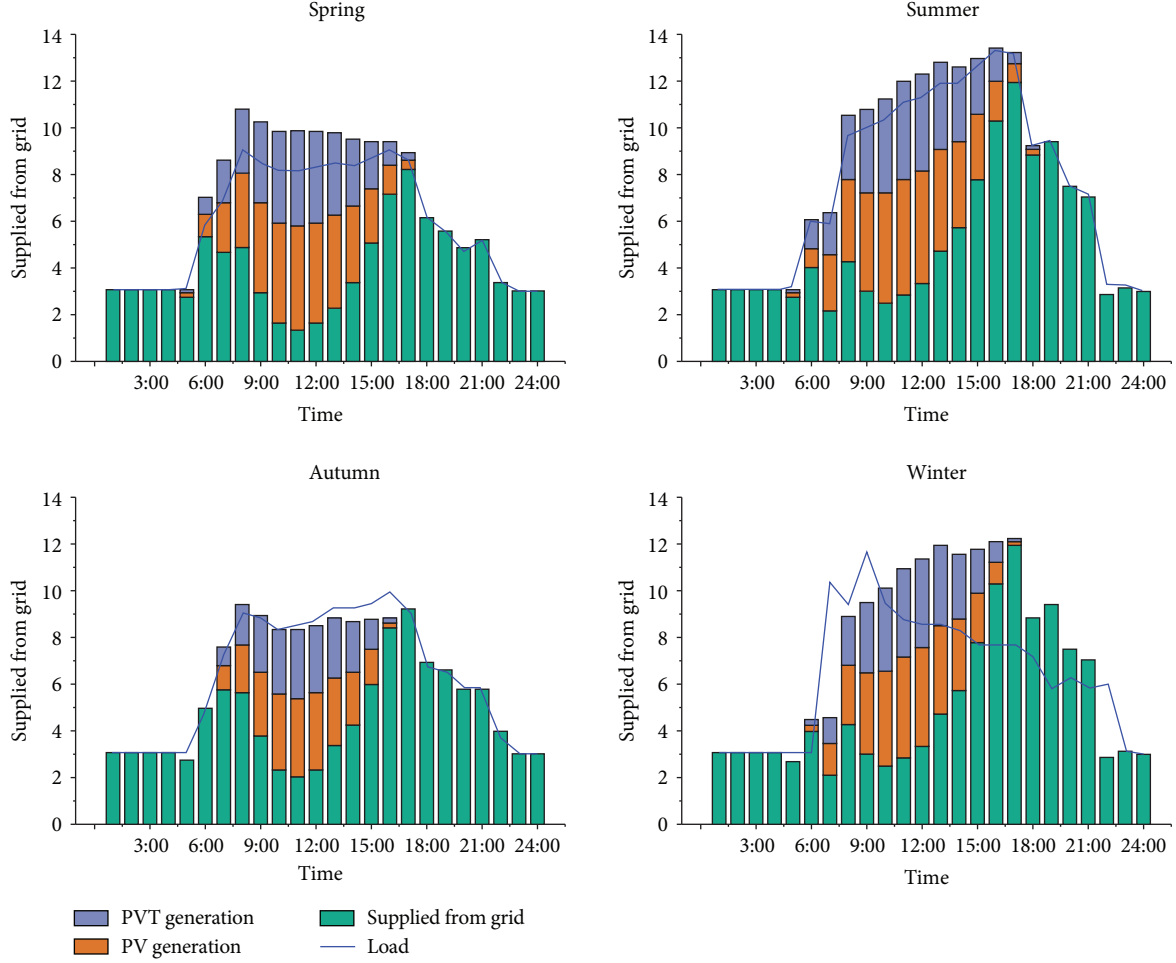 Spring
14
12
10
8
6
4
2
0
Supplied from grid
3:00 6:00 9:00 12:00 15:00 18:00 21:00 24:00
Time
Summer
14
12
10
8
6
4
2
0
Supplied from grid
3:00 6:00 9:00 12:00 15:00 18:00 21:00 24:00
Time
Autumn
14
12
10
8
6
4
2
0
Supplied from grid
3:00 6:00 9:00 12:00 15:00 18:00 21:00 24:00
Time
Winter
14
12
10
8
6
4
2
0
Supplied from grid
3:00 6:00 9:00 12:00 15:00 18:00 21:00 24:00
Time
PVT generation
PV generation
Supplied from grid
Load